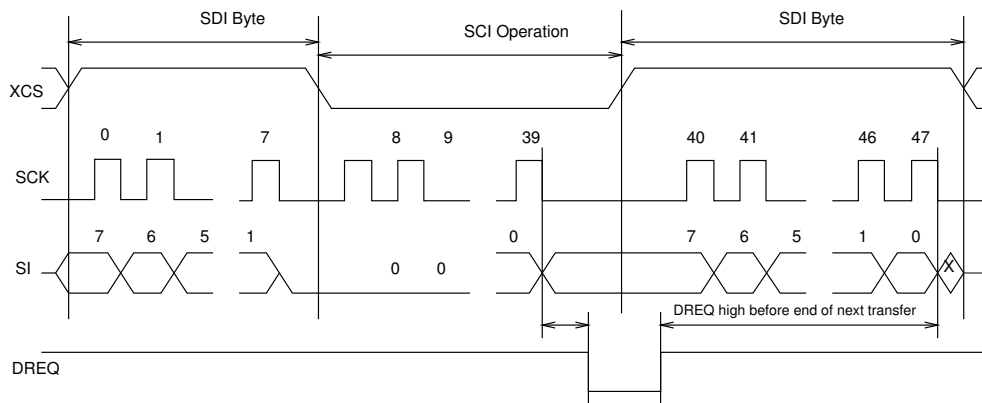 SDI Byte
SCI Operation
SDI Byte
XCS
0 1 7 8 9 39 40 41 46 47
SCK
7 6 5 1 0 7 6 5 1 0
SI
0 0 X
DREQ high before end of next transfer
DREQ